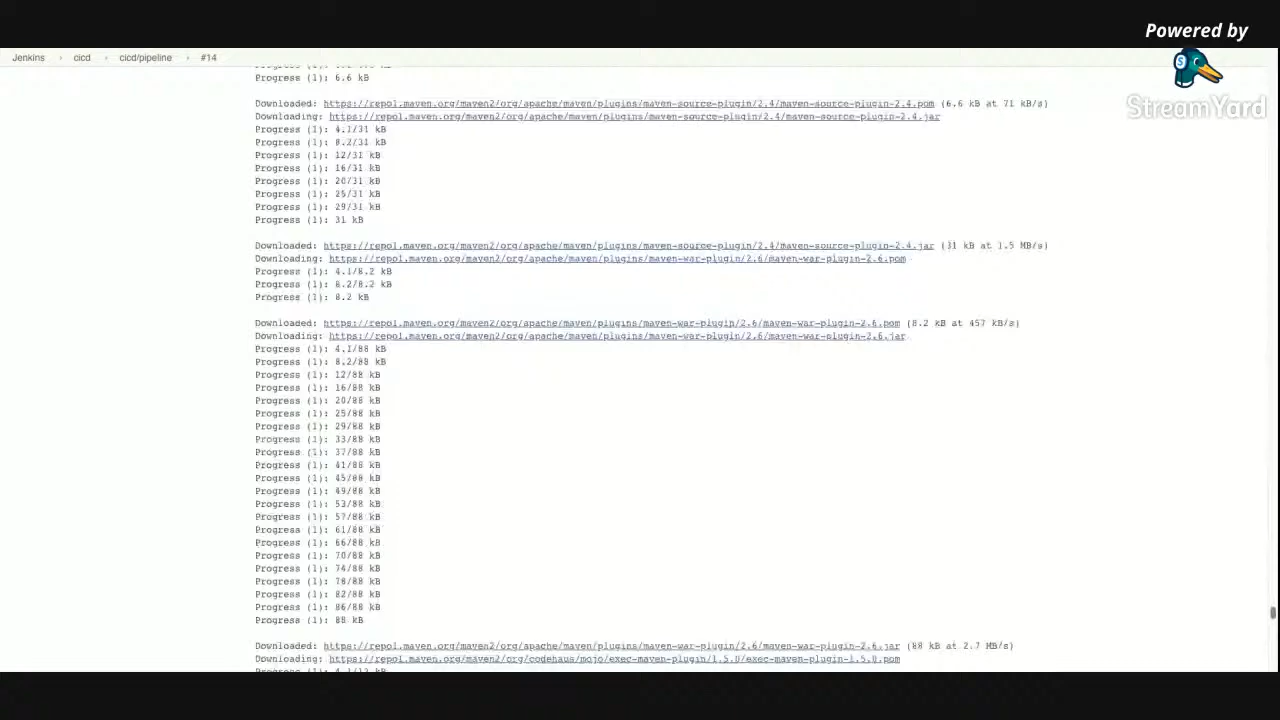 Powered by
Jenkins › cicd › cicd/pipeline › #14
StreamYard
Progress (1): 6.6 kB
Downloaded: https://repo1.maven.org/maven2/org/apache/maven/plugins/maven-source-plugin/2.4/maven-source-plugin-2.4.pom (6.6 kB at 71 kB/s)
Downloading: https://repo1.maven.org/maven2/org/apache/maven/plugins/maven-source-plugin/2.4/maven-source-plugin-2.4.jar
Progress (1): 4.1/31 kB
Progress (1): 8.2/31 kB
Progress (1): 12/31 kB
Progress (1): 16/31 kB
Progress (1): 20/31 kB
Progress (1): 25/31 kB
Progress (1): 29/31 kB
Progress (1): 31 kB
Downloaded: https://repo1.maven.org/maven2/org/apache/maven/plugins/maven-source-plugin/2.4/maven-source-plugin-2.4.jar (31 kB at 1.5 MB/s)
Downloading: https://repo1.maven.org/maven2/org/apache/maven/plugins/maven-war-plugin/2.6/maven-war-plugin-2.6.pom
Progress (1): 4.1/8.2 kB
Progress (1): 8.2/8.2 kB
Progress (1): 8.2 kB
Downloaded: https://repo1.maven.org/maven2/org/apache/maven/plugins/maven-war-plugin/2.6/maven-war-plugin-2.6.pom (8.2 kB at 457 kB/s)
Downloading: https://repo1.maven.org/maven2/org/apache/maven/plugins/maven-war-plugin/2.6/maven-war-plugin-2.6.jar
Progress (1): 4.1/88 kB
Progress (1): 8.2/88 kB
Progress (1): 12/88 kB
Progress (1): 16/88 kB
Progress (1): 20/88 kB
Progress (1): 25/88 kB
Progress (1): 29/88 kB
Progress (1): 33/88 kB
Progress (1): 37/88 kB
Progress (1): 41/88 kB
Progress (1): 45/88 kB
Progress (1): 49/88 kB
Progress (1): 53/88 kB
Progress (1): 57/88 kB
Progress (1): 61/88 kB
Progress (1): 66/88 kB
Progress (1): 70/88 kB
Progress (1): 74/88 kB
Progress (1): 78/88 kB
Progress (1): 82/88 kB
Progress (1): 86/88 kB
Progress (1): 88 kB
Downloaded: https://repo1.maven.org/maven2/org/apache/maven/plugins/maven-war-plugin/2.6/maven-war-plugin-2.6.jar (88 kB at 2.7 MB/s)
Downloading: https://repo1.maven.org/maven2/org/codehaus/mojo/exec-maven-plugin/1.5.0/exec-maven-plugin-1.5.0.pom